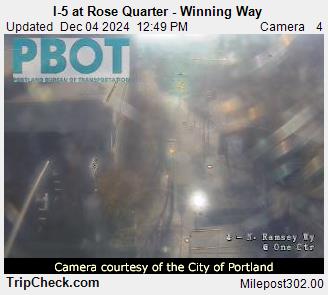 I-5 at Rose Quarter - Winning Way
Updated Dec 04 2024 12:49 PM Camera 4
PBOT
PORTLAND BUREAU OF TRANSPORTATION
- N. Ramsey Wy
@ One Ctr
Camera courtesy of the City of Portland
TripCheck.com Milepost302.00